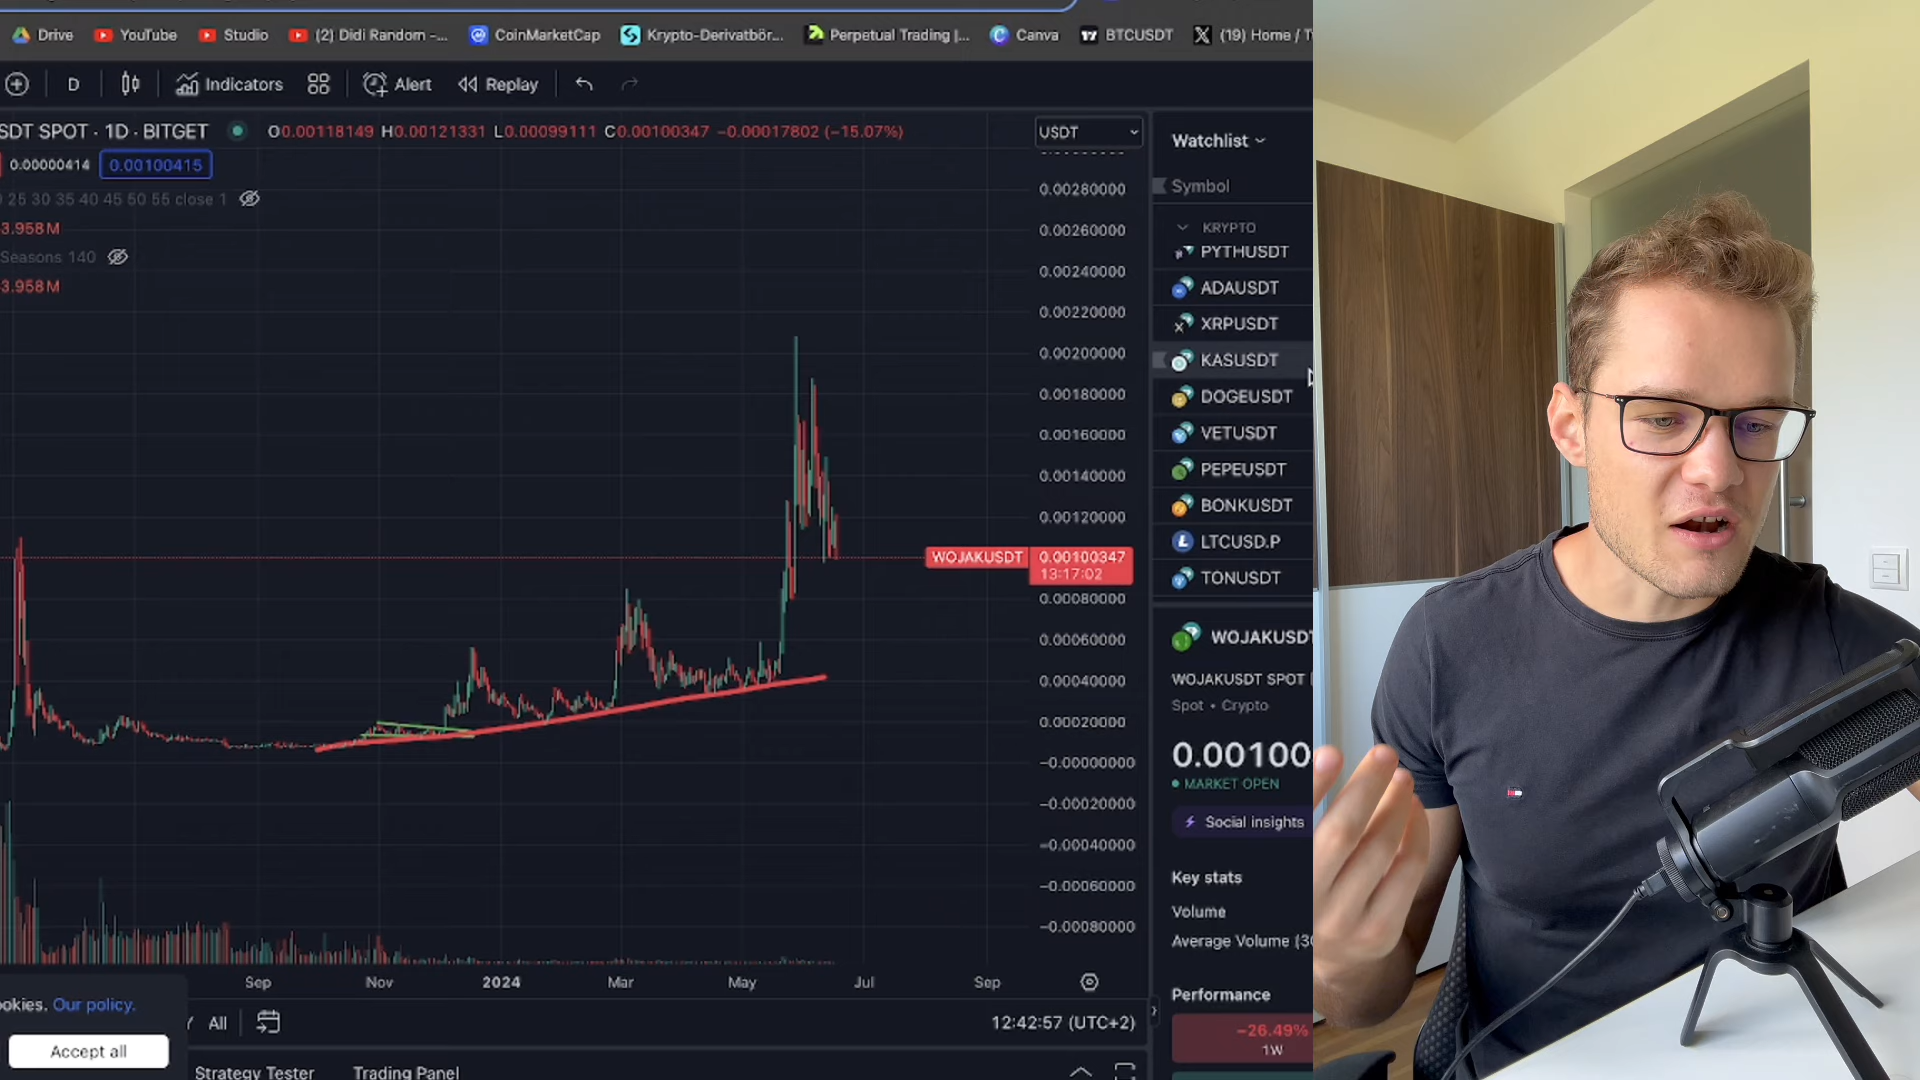 Drive YouTube Studio (2) Didi Random -... CoinMarketCap Krypto-Derivatbör... Perpetual Trading |... Canva BTCUSDT (19) Home /
D Indicators Alert Replay
SDT SPOT · 1D · BITGET O0.00118149 H0.00121331 L0.00099111 C0.00100347 −0.00017802 (−15.07%)
USDT
0.00000414 0.00100415
25 30 35 40 45 50 55 close 1
3.958M
Seasons 140
3.958M
0.00280000
0.00260000
0.00240000
0.00220000
0.00200000
0.00180000
0.00160000
0.00140000
0.00120000
WOJAKUSDT 0.00100347
13:17:02
0.00080000
0.00060000
0.00040000
0.00020000
−0.00000000
−0.00020000
−0.00040000
−0.00060000
−0.00080000
Sep Nov 2024 Mar May Jul Sep
ookies. Our policy.
Accept all
All
12:42:57 (UTC+2)
Strategy Tester Trading Panel
Watchlist
Symbol
KRYPTO
PYTHUSDT
ADAUSDT
XRPUSDT
KASUSDT
DOGEUSDT
VETUSDT
PEPEUSDT
BONKUSDT
LTCUSD.P
TONUSDT
WOJAKUSD
WOJAKUSDT SPOT
Spot • Crypto
0.00100
MARKET OPEN
Social insights
Key stats
Volume
Average Volume (3
Performance
−26.49%
1W